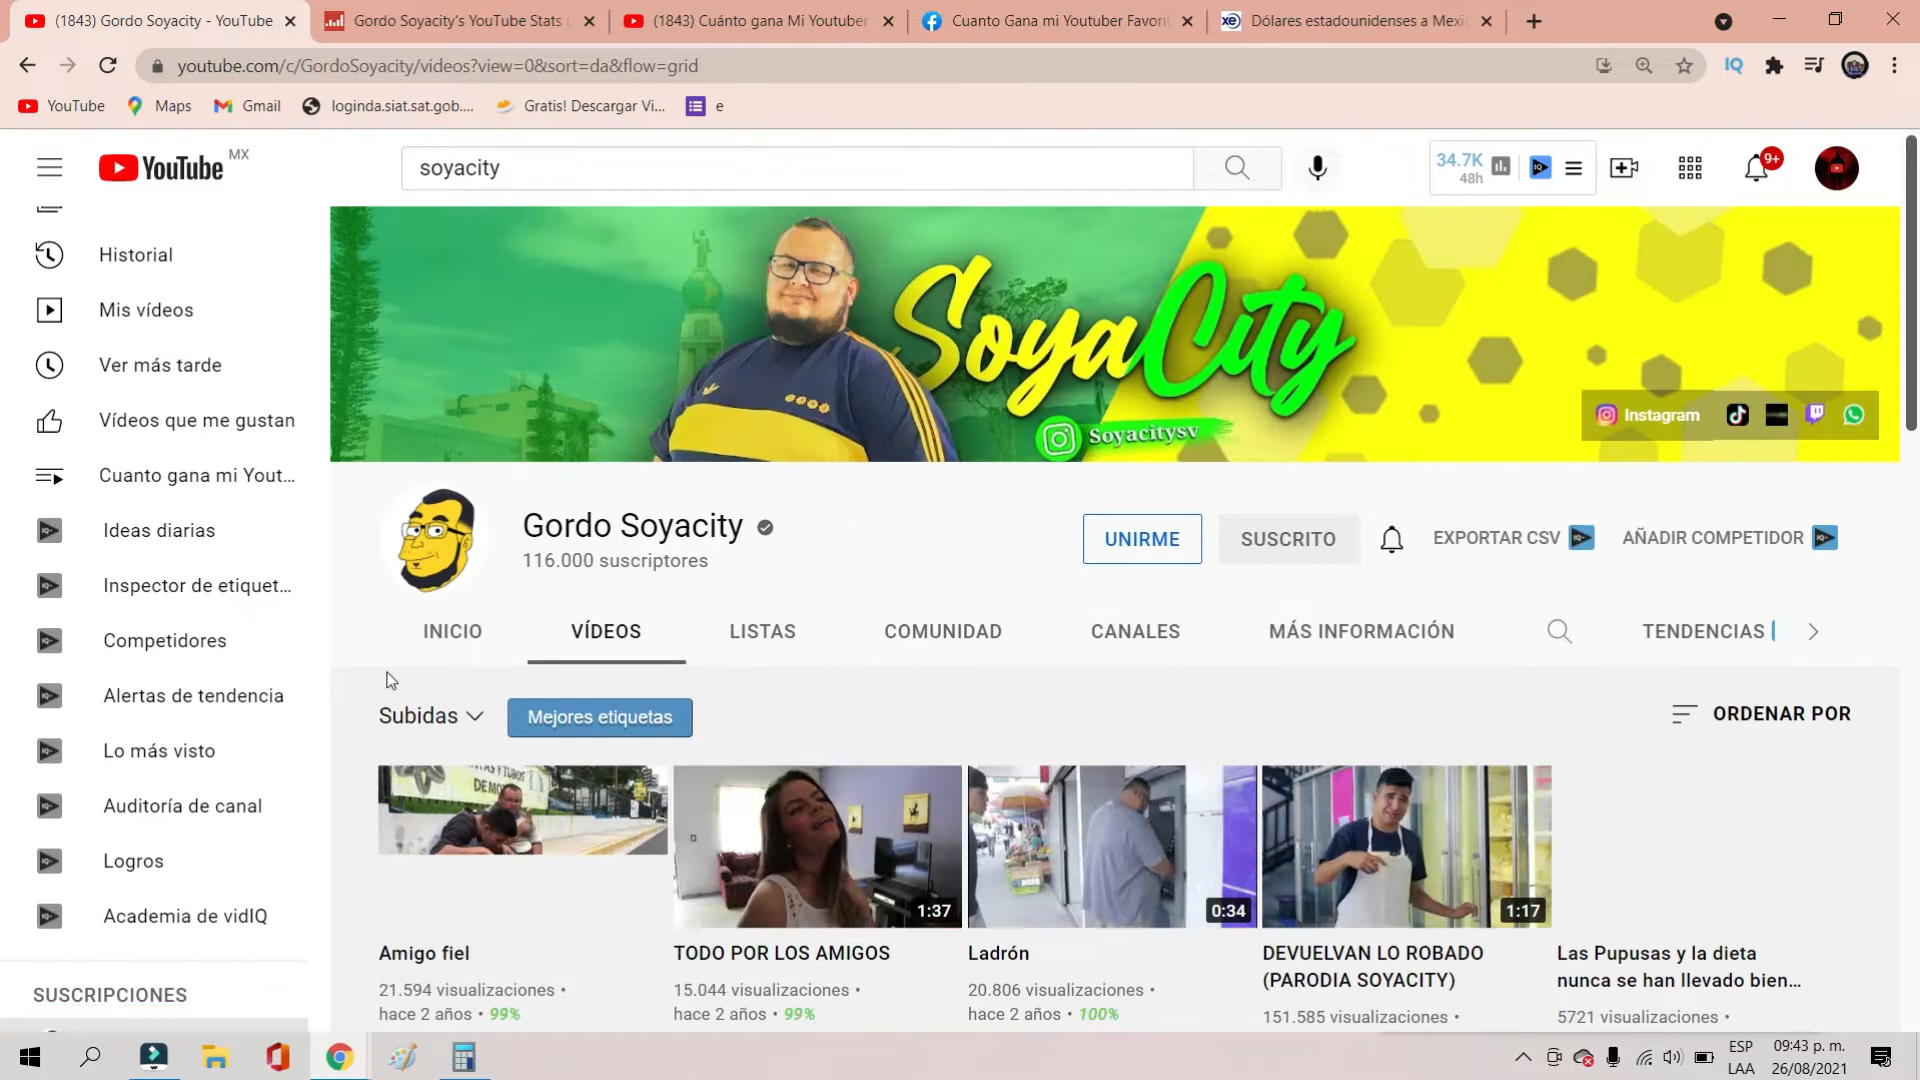 (1843) Gordo Soyacity - YouTube
Gordo Soyacity's YouTube Stats
(1843) Cuánto gana Mi Youtuber
Cuanto Gana mi Youtuber Favori
Dólares estadounidenses a Mexi
youtube.com/c/GordoSoyacity/videos?view=0&sort=da&flow=grid
YouTube
Maps
Gmail
loginda.siat.sat.gob....
Gratis! Descargar Vi...
e
YouTube MX
soyacity
34.7K
48h
9+
Historial
Mis vídeos
Ver más tarde
Vídeos que me gustan
Cuanto gana mi Yout...
Ideas diarias
Inspector de etiquet...
Competidores
Alertas de tendencia
Lo más visto
Auditoría de canal
Logros
Academia de vidIQ
SUSCRIPCIONES
SoyaCity
Soyacitysv
Instagram
Gordo Soyacity
116.000 suscriptores
UNIRME
SUSCRITO
EXPORTAR CSV
AÑADIR COMPETIDOR
INICIO
VÍDEOS
LISTAS
COMUNIDAD
CANALES
MÁS INFORMACIÓN
TENDENCIAS
Subidas
Mejores etiquetas
ORDENAR POR
1:37
0:34
1:17
Amigo fiel
21.594 visualizaciones •
hace 2 años • 99%
TODO POR LOS AMIGOS
15.044 visualizaciones •
hace 2 años • 99%
Ladrón
20.806 visualizaciones •
hace 2 años • 100%
DEVUELVAN LO ROBADO
(PARODIA SOYACITY)
151.585 visualizaciones •
Las Pupusas y la dieta
nunca se han llevado bien...
5721 visualizaciones •
ESP
LAA
09:43 p. m.
26/08/2021